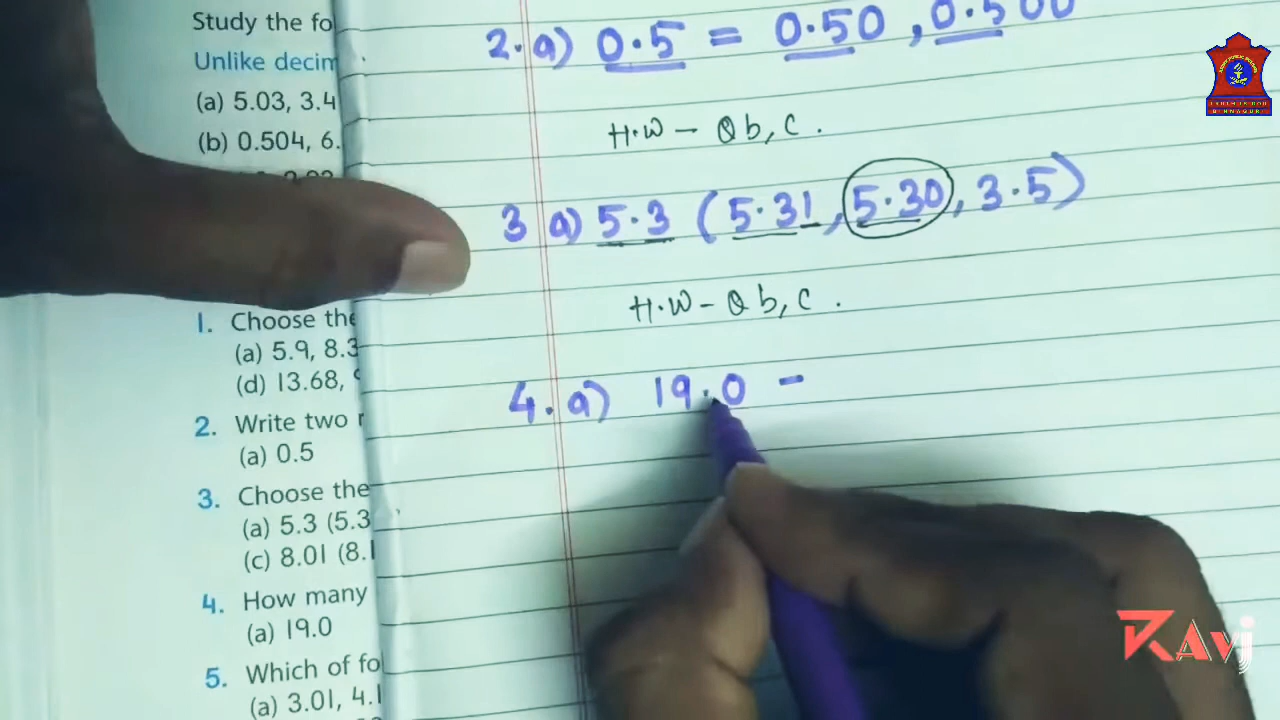 Study the fo
Unlike decim
(a) 5.03, 3.4
(b) 0.504, 6.
1. Choose the
(a) 5.9, 8.3
(d) 13.68,
2. Write two
(a) 0.5
3. Choose the
(a) 5.3 (5.3
(c) 8.01 (8.1
4. How many
(a) 19.0
5. Which of fo
(a) 3.01, 4.1
2. a) 0.5 = 0.50, 0.500
H.W - Q b, c.
3 a) 5.3 (5.31, 5.30, 3.5)
H.W - Q b, c.
4. a) 19.0 -
RAvj